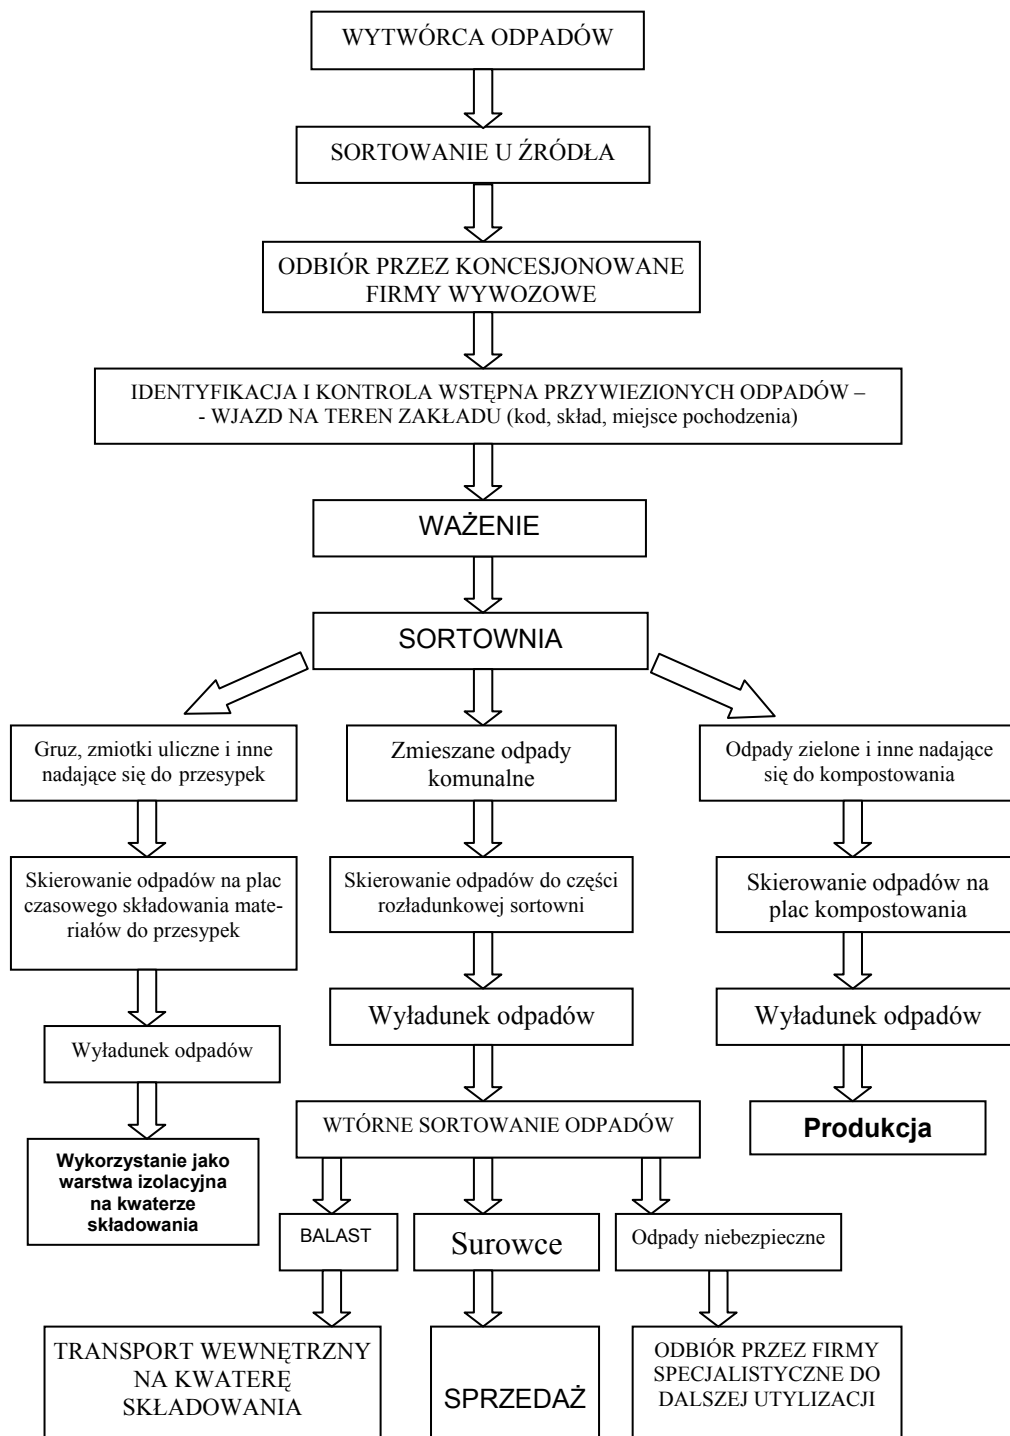 WYTWÓRCA ODPADÓW
SORTOWANIE U ŹRÓDŁA
ODBIÓR PRZEZ KONCESJONOWANE
FIRMY WYWOZOWE
IDENTYFIKACJA I KONTROLA WSTĘPNA PRZYWIEZIONYCH ODPADÓW –
- WJAZD NA TEREN ZAKŁADU (kod, skład, miejsce pochodzenia)
WAŻENIE
SORTOWNIA
Gruz, zmiotki uliczne i inne
nadające się do przesypek
Zmieszane odpady
komunalne
Odpady zielone i inne nadające
się do kompostowania
Skierowanie odpadów na plac
czasowego składowania mate-
riałów do przesypek
Skierowanie odpadów do części
rozładunkowej sortowni
Skierowanie odpadów na
plac kompostowania
Wyładunek odpadów
Wyładunek odpadów
Wyładunek odpadów
Wykorzystanie jako
warstwa izolacyjna
na kwaterze
składowania
WTÓRNE SORTOWANIE ODPADÓW
Produkcja
BALAST
Surowce
Odpady niebezpieczne
TRANSPORT WEWNĘTRZNY
NA KWATERĘ
SKŁADOWANIA
SPRZEDAŻ
ODBIÓR PRZEZ FIRMY
SPECJALISTYCZNE DO
DALSZEJ UTYLIZACJI